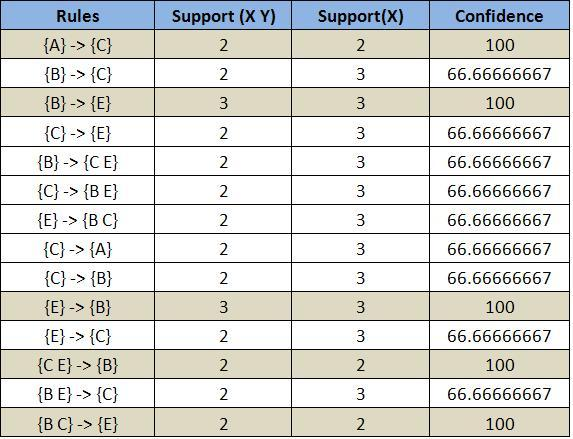 Rules Support (X Y) Support(X) Confidence
{A} -> {C} 2 2 100
{B} -> {C} 2 3 66.66666667
{B} -> {E} 3 3 100
{C} -> {E} 2 3 66.66666667
{B} -> {C E} 2 3 66.66666667
{C} -> {B E} 2 3 66.66666667
{E} -> {B C} 2 3 66.66666667
{C} -> {A} 2 3 66.66666667
{C} -> {B} 2 3 66.66666667
{E} -> {B} 3 3 100
{E} -> {C} 2 3 66.66666667
{C E} -> {B} 2 2 100
{B E} -> {C} 2 3 66.66666667
{B C} -> {E} 2 2 100